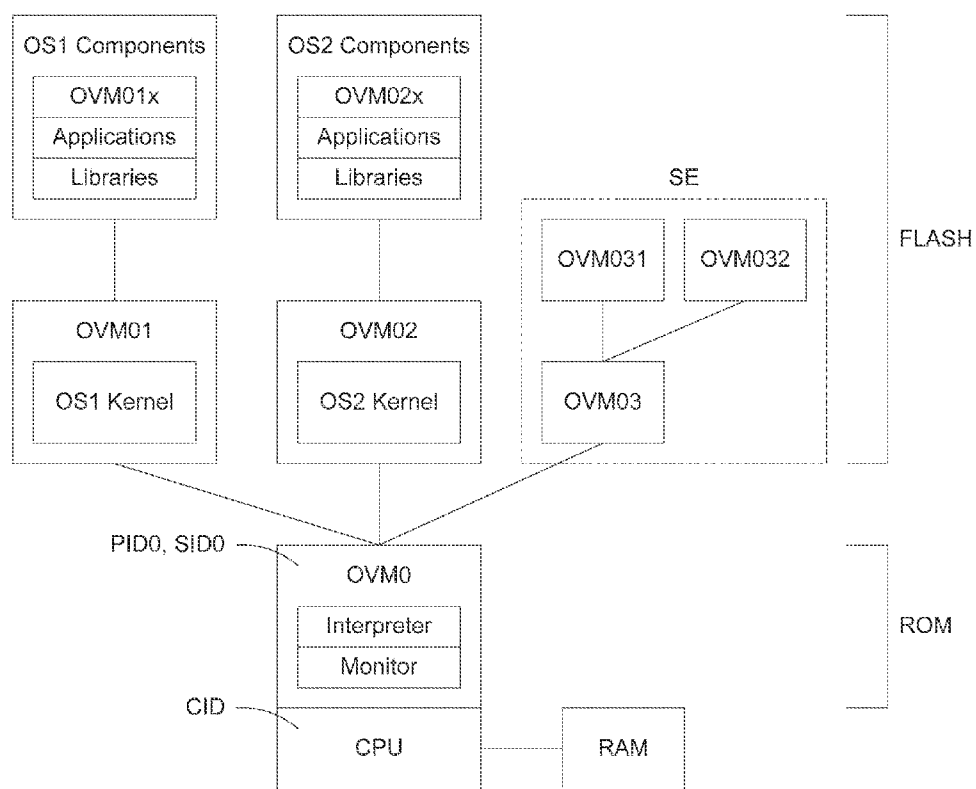 OS1 Components
OVM01x
Applications
Libraries
OS2 Components
OVM02x
Applications
Libraries
SE
OVM031
OVM032
FLASH
OVM01
OS1 Kernel
OVM02
OS2 Kernel
OVM03
PID0, SID0
OVM0
Interpreter
Monitor
ROM
CID
CPU
RAM